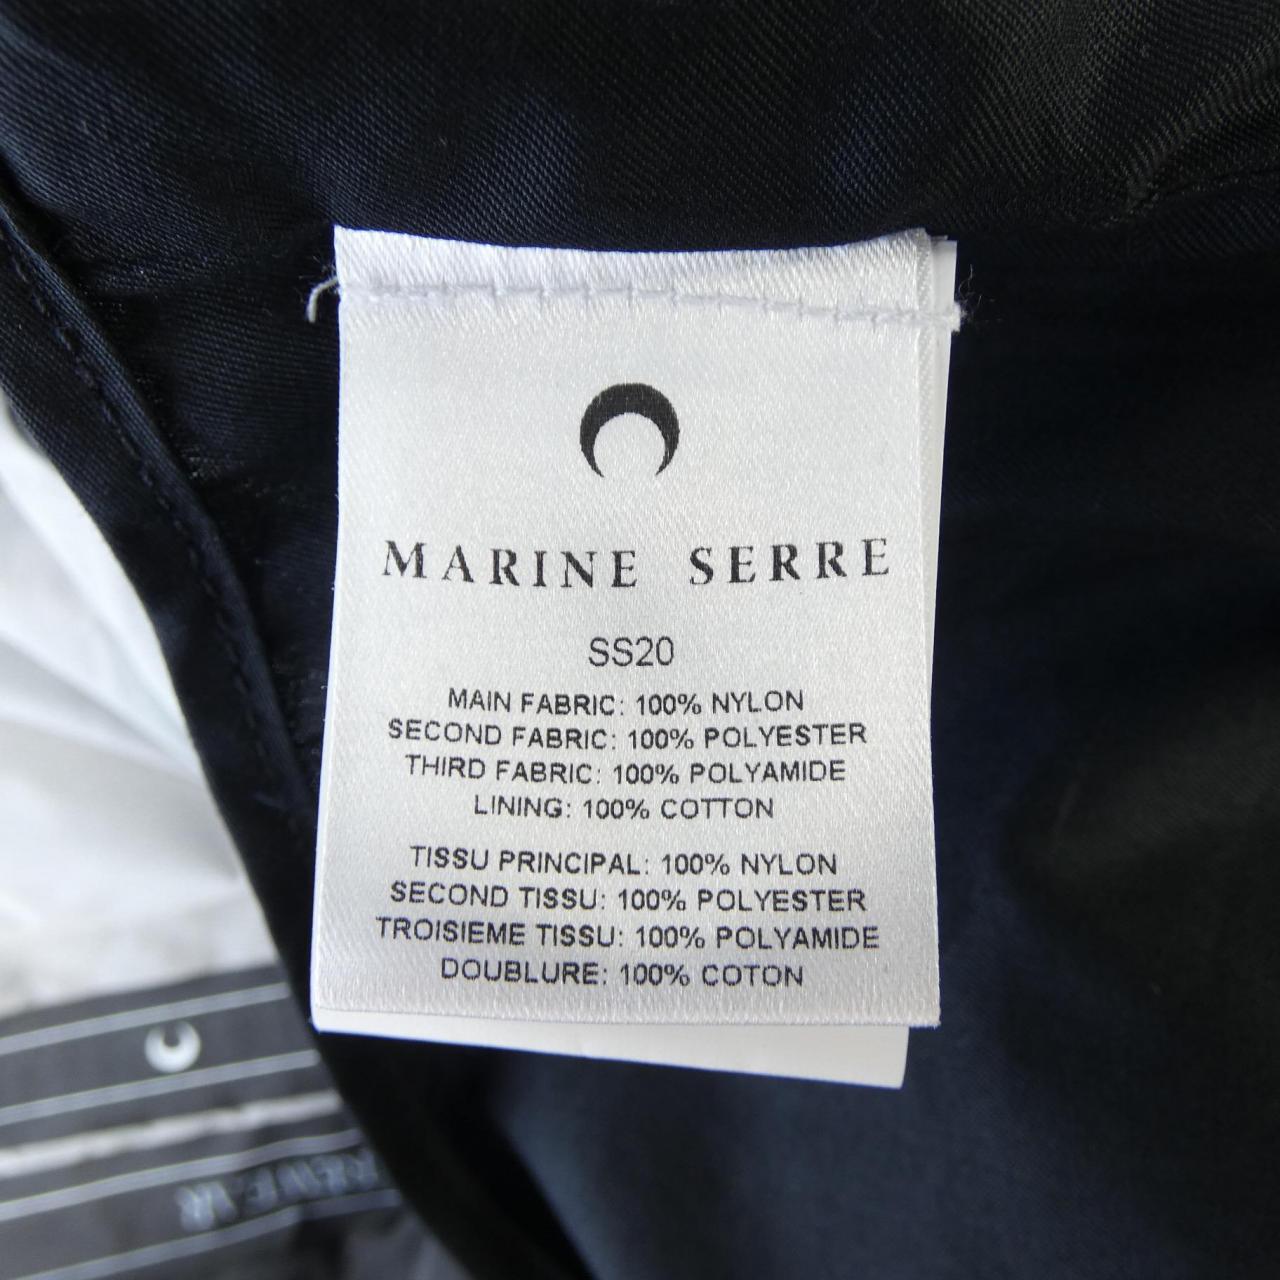 MARINE SERRE
SS20
MAIN FABRIC: 100% NYLON
SECOND FABRIC: 100% POLYESTER
THIRD FABRIC: 100% POLYAMIDE
LINING: 100% COTTON
TISSU PRINCIPAL: 100% NYLON
SECOND TISSU: 100% POLYESTER
TROISIEME TISSU: 100% POLYAMIDE
DOUBLURE: 100% COTON